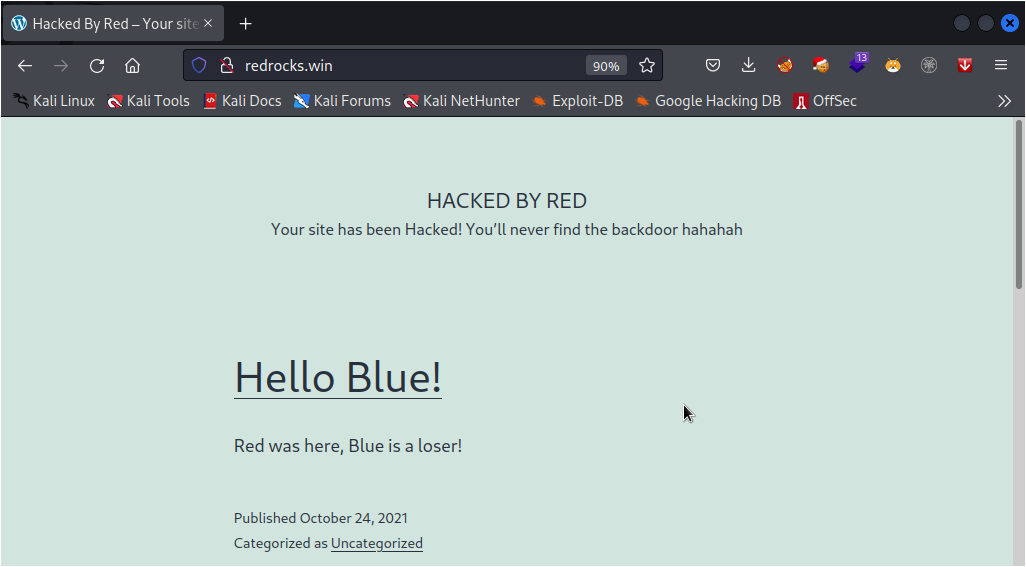 Hacked By Red – Your site
redrocks.win
90%
13
Kali Linux Kali Tools Kali Docs Kali Forums Kali NetHunter Exploit-DB Google Hacking DB OffSec
HACKED BY RED
Your site has been Hacked! You’ll never find the backdoor hahahah
Hello Blue!
Red was here, Blue is a loser!
Published October 24, 2021
Categorized as Uncategorized